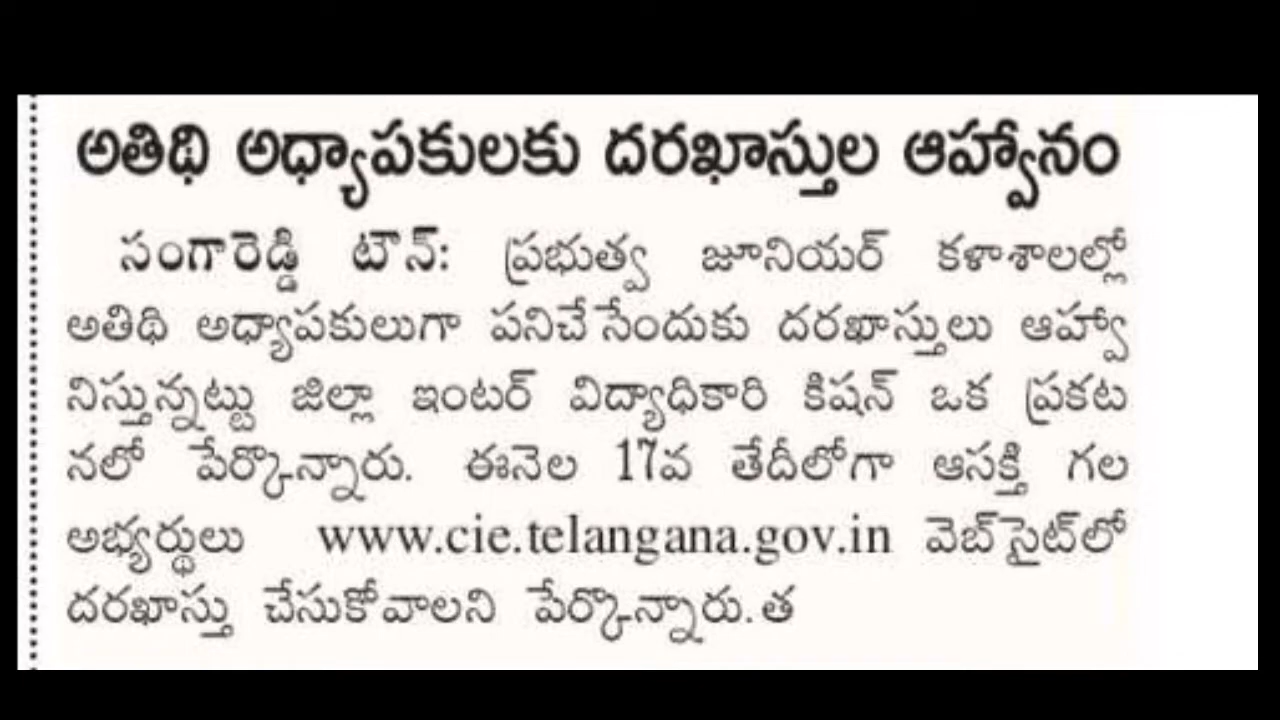 అతిథి అధ్యాపకులకు దరఖాస్తుల ఆహ్వానం
సంగారెడ్డి టౌన్: ప్రభుత్వ జూనియర్ కళాశాలల్లో
అతిథి అధ్యాపకులుగా పనిచేసేందుకు దరఖాస్తులు ఆహ్వా
నిస్తున్నట్టు జిల్లా ఇంటర్ విద్యాధికారి కిషన్ ఒక ప్రకట
నలో పేర్కొన్నారు. ఈనెల 17వ తేదీలోగా ఆసక్తి గల
అభ్యర్థులు www.cie.telangana.gov.in వెబ్‌సైట్‌లో
దరఖాస్తు చేసుకోవాలని పేర్కొన్నారు. త